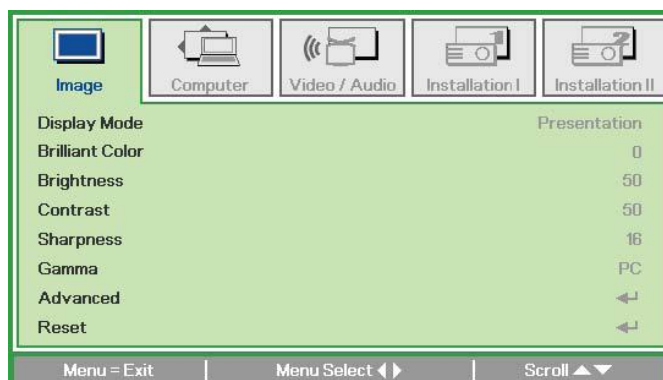 Image Computer Video / Audio Installation I Installation II
Display Mode Presentation
Brilliant Color 0
Brightness 50
Contrast 50
Sharpness 16
Gamma PC
Advanced
Reset
Menu = Exit Menu Select Scroll